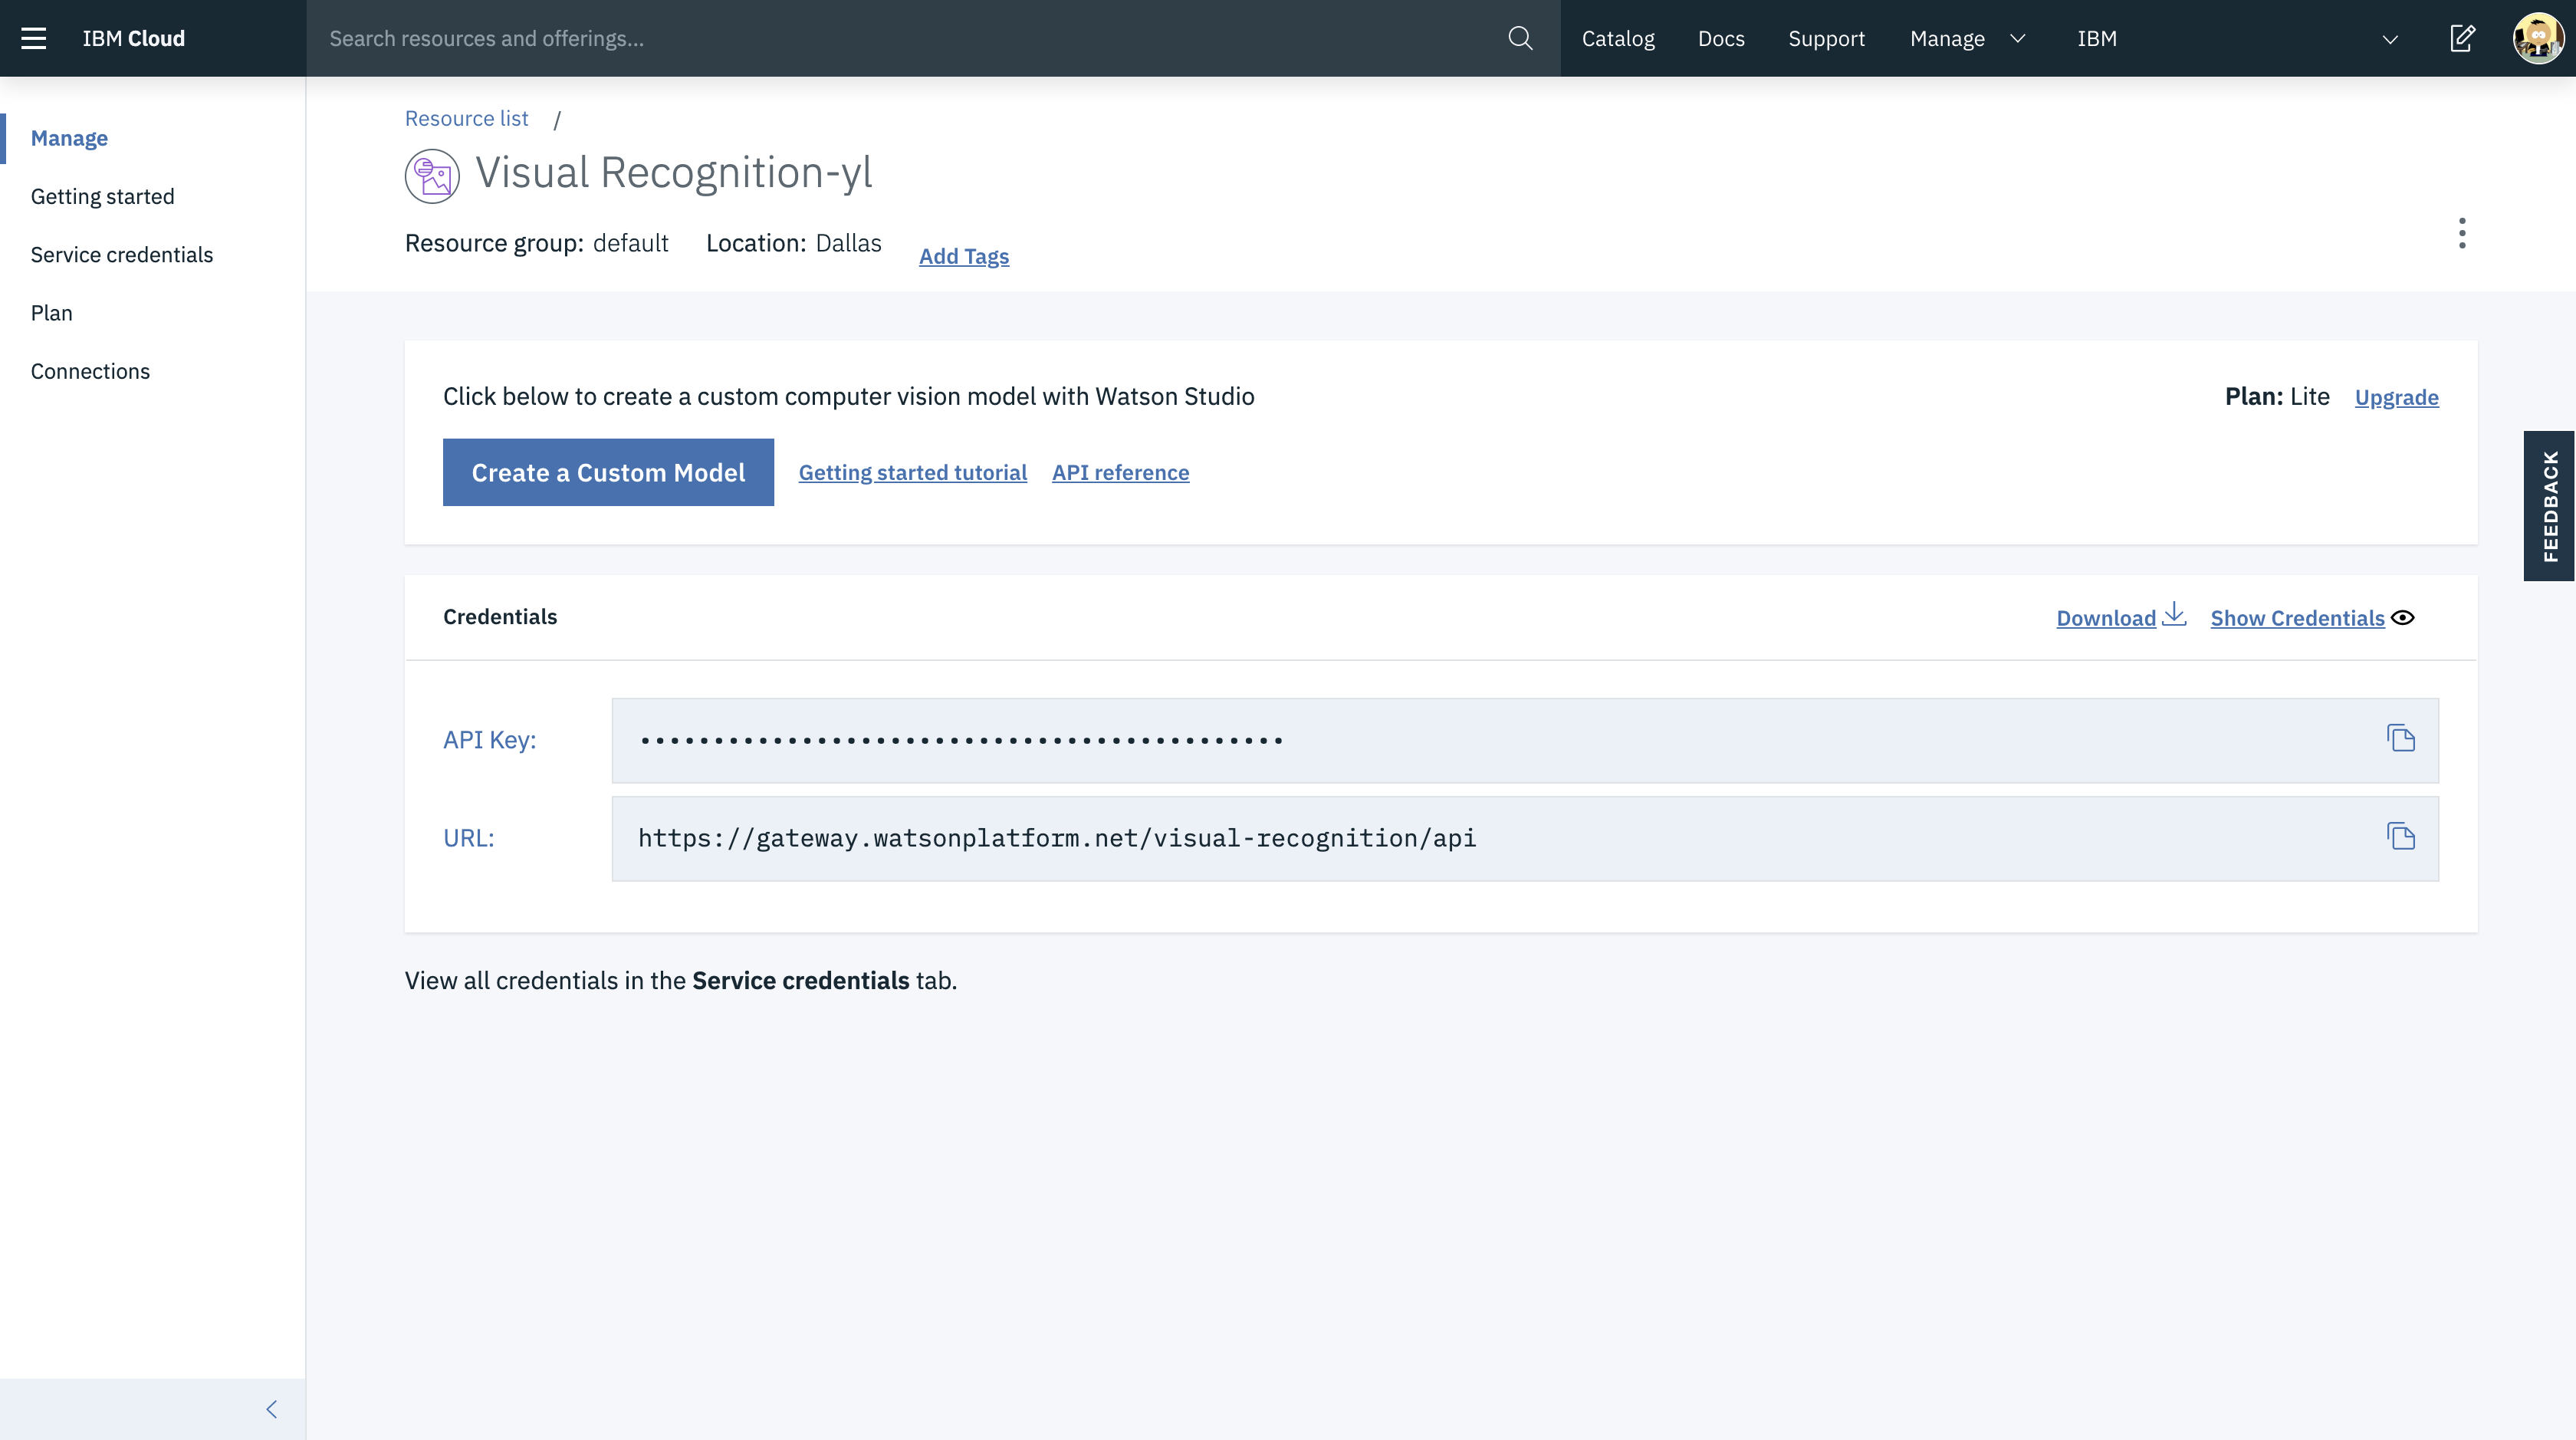 IBM Cloud
Search resources and offerings...
Catalog
Docs
Support
Manage
IBM
Manage
Getting started
Service credentials
Plan
Connections
Resource list /
Visual Recognition-yl
Resource group: default Location: Dallas Add Tags
Click below to create a custom computer vision model with Watson Studio
Plan: Lite Upgrade
Create a Custom Model
Getting started tutorial
API reference
FEEDBACK
Credentials
Download
Show Credentials
API Key: ••••••••••••••••••••••••••••••••••••••••••••
URL: https://gateway.watsonplatform.net/visual-recognition/api
View all credentials in the Service credentials tab.